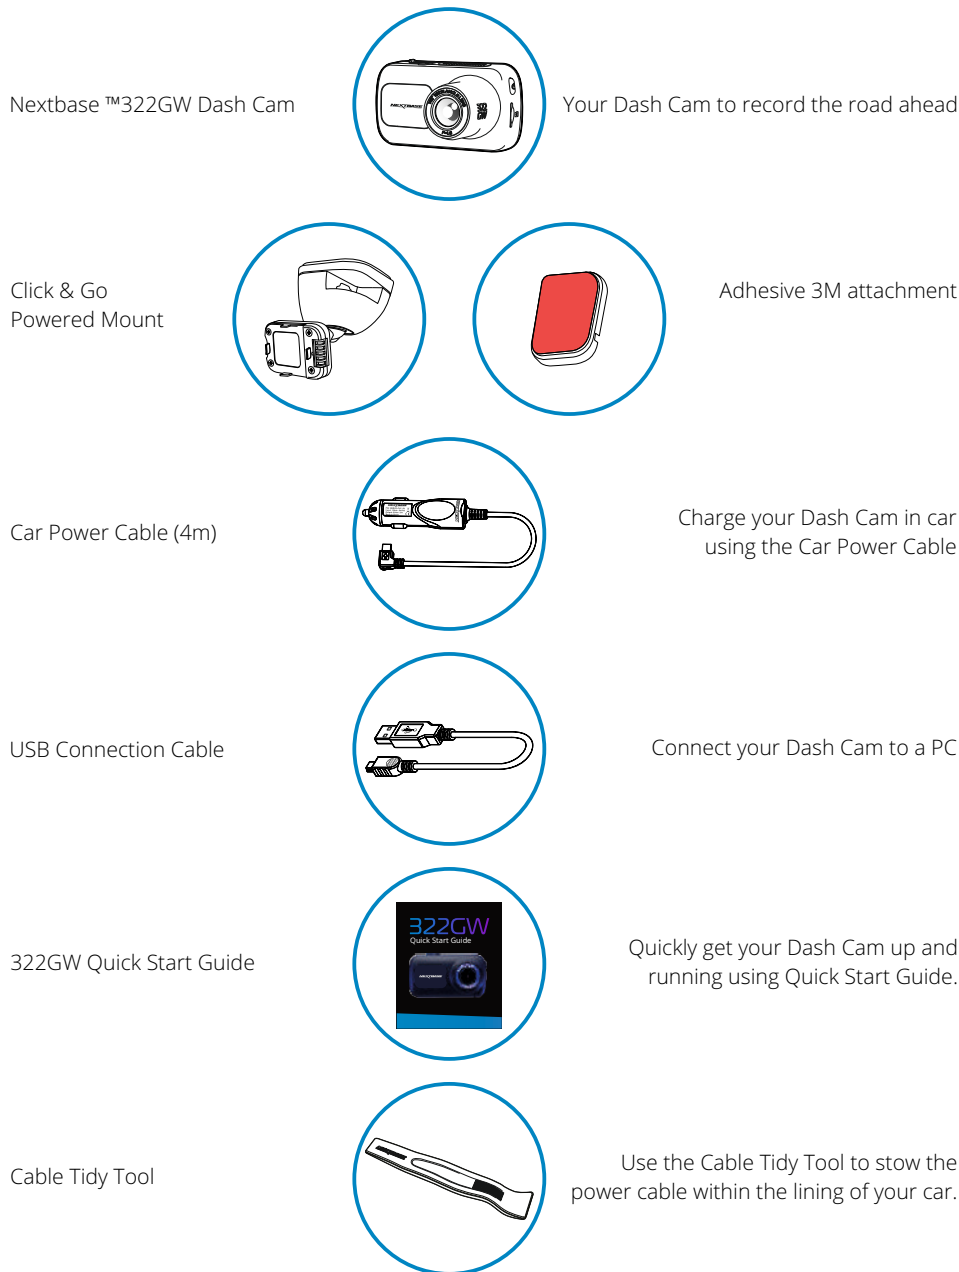 Nextbase ™322GW Dash Cam
NEXTBASE
Your Dash Cam to record the road ahead
Click & Go
Powered Mount
Adhesive 3M attachment
Car Power Cable (4m)
Charge your Dash Cam in car
using the Car Power Cable
USB Connection Cable
Connect your Dash Cam to a PC
322GW Quick Start Guide
322GW
Quick Start Guide
NEXTBASE
Quickly get your Dash Cam up and
running using Quick Start Guide.
Cable Tidy Tool
Use the Cable Tidy Tool to stow the
power cable within the lining of your car.